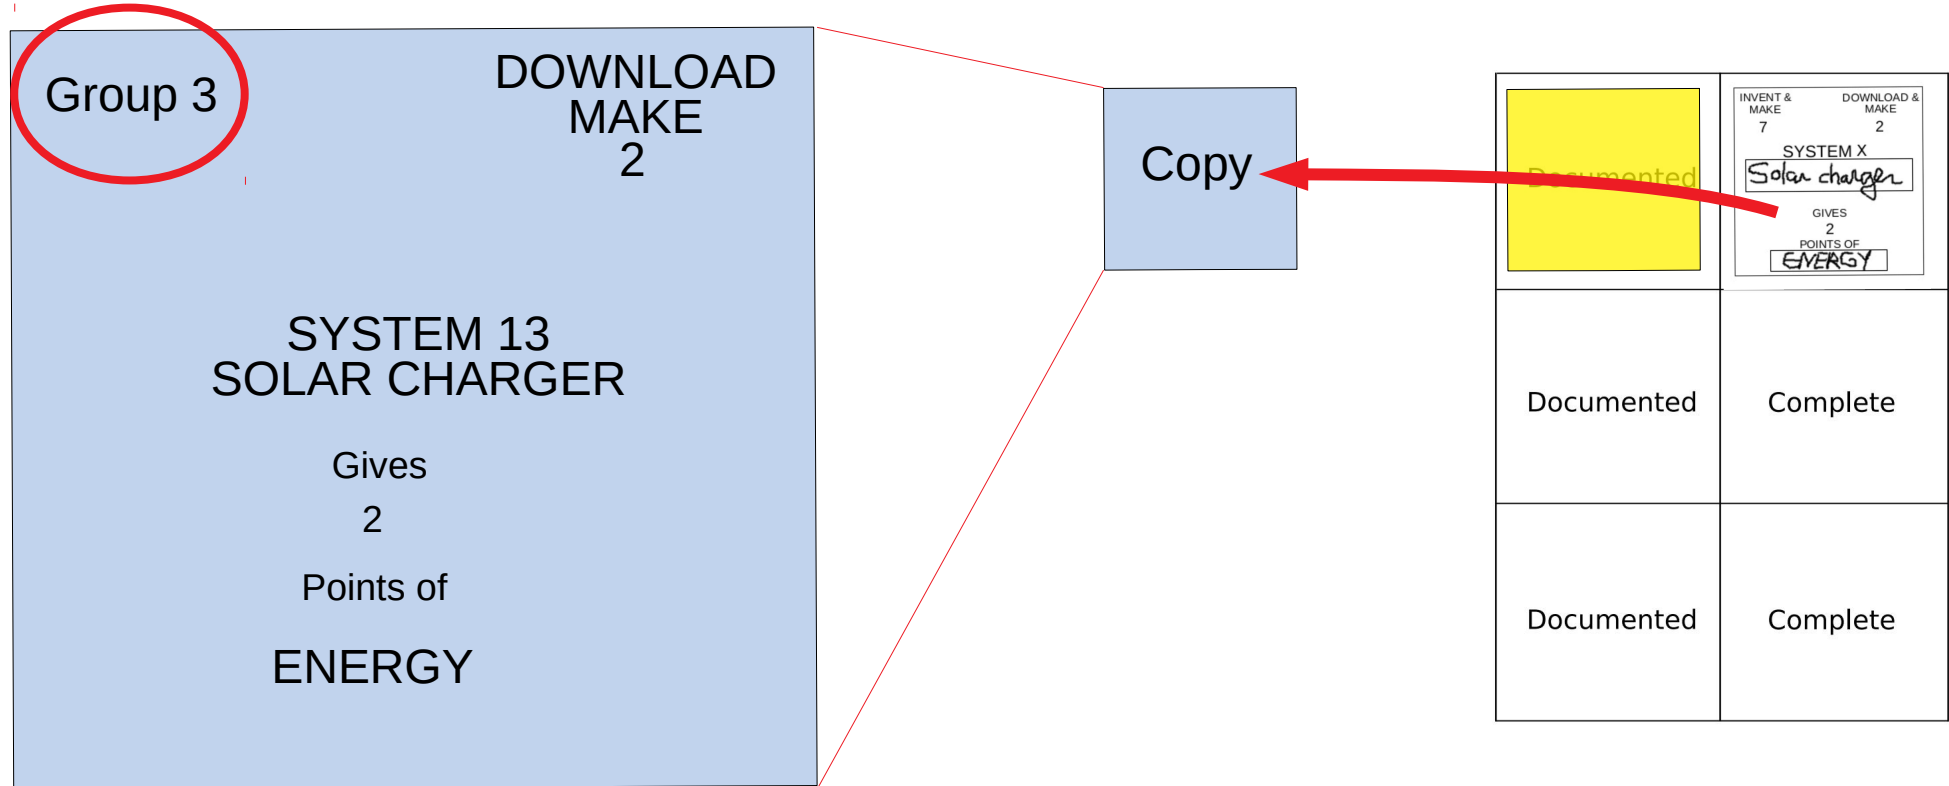 Group 3
DOWNLOAD
MAKE
2
SYSTEM 13
SOLAR CHARGER
Gives
2
Points of
ENERGY
Copy
Documented
INVENT &
MAKE
7
DOWNLOAD &
MAKE
2
SYSTEM X
Solar charger
GIVES
2
POINTS OF
ENERGY
Documented
Complete
Documented
Complete